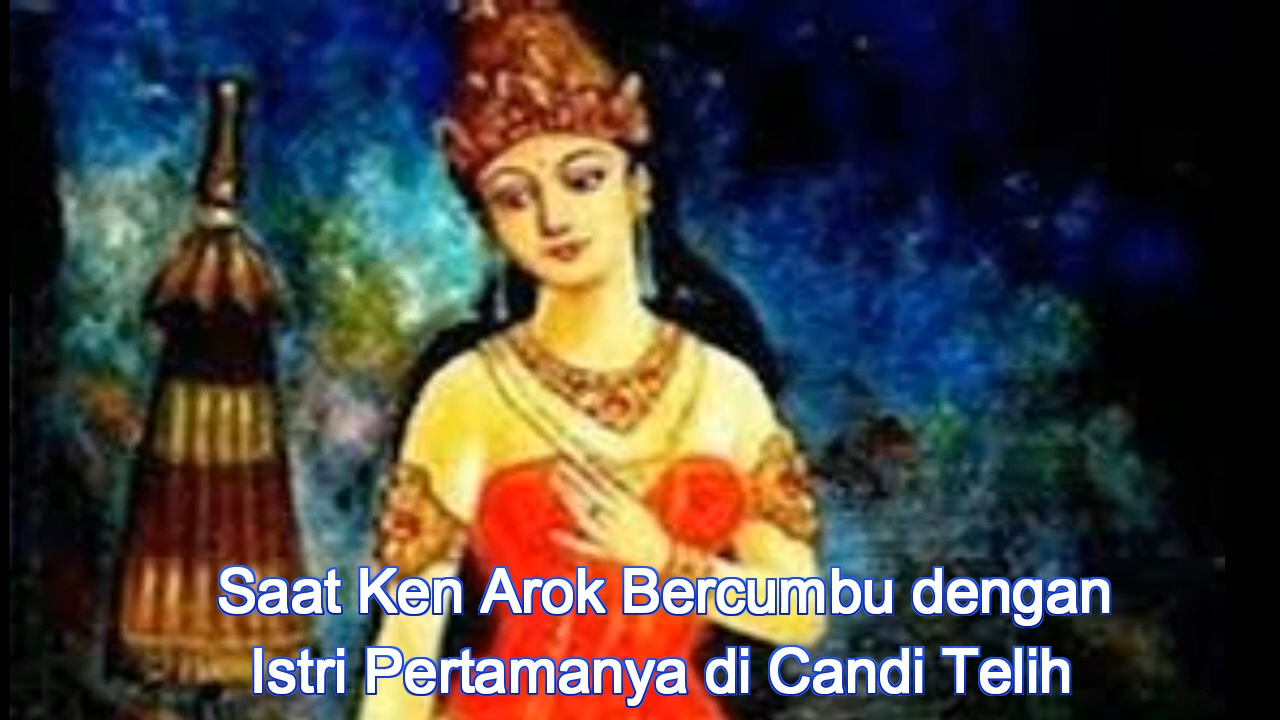 Saat Ken Arok Bercumbu dengan
Istri Pertamanya di Candi Telih